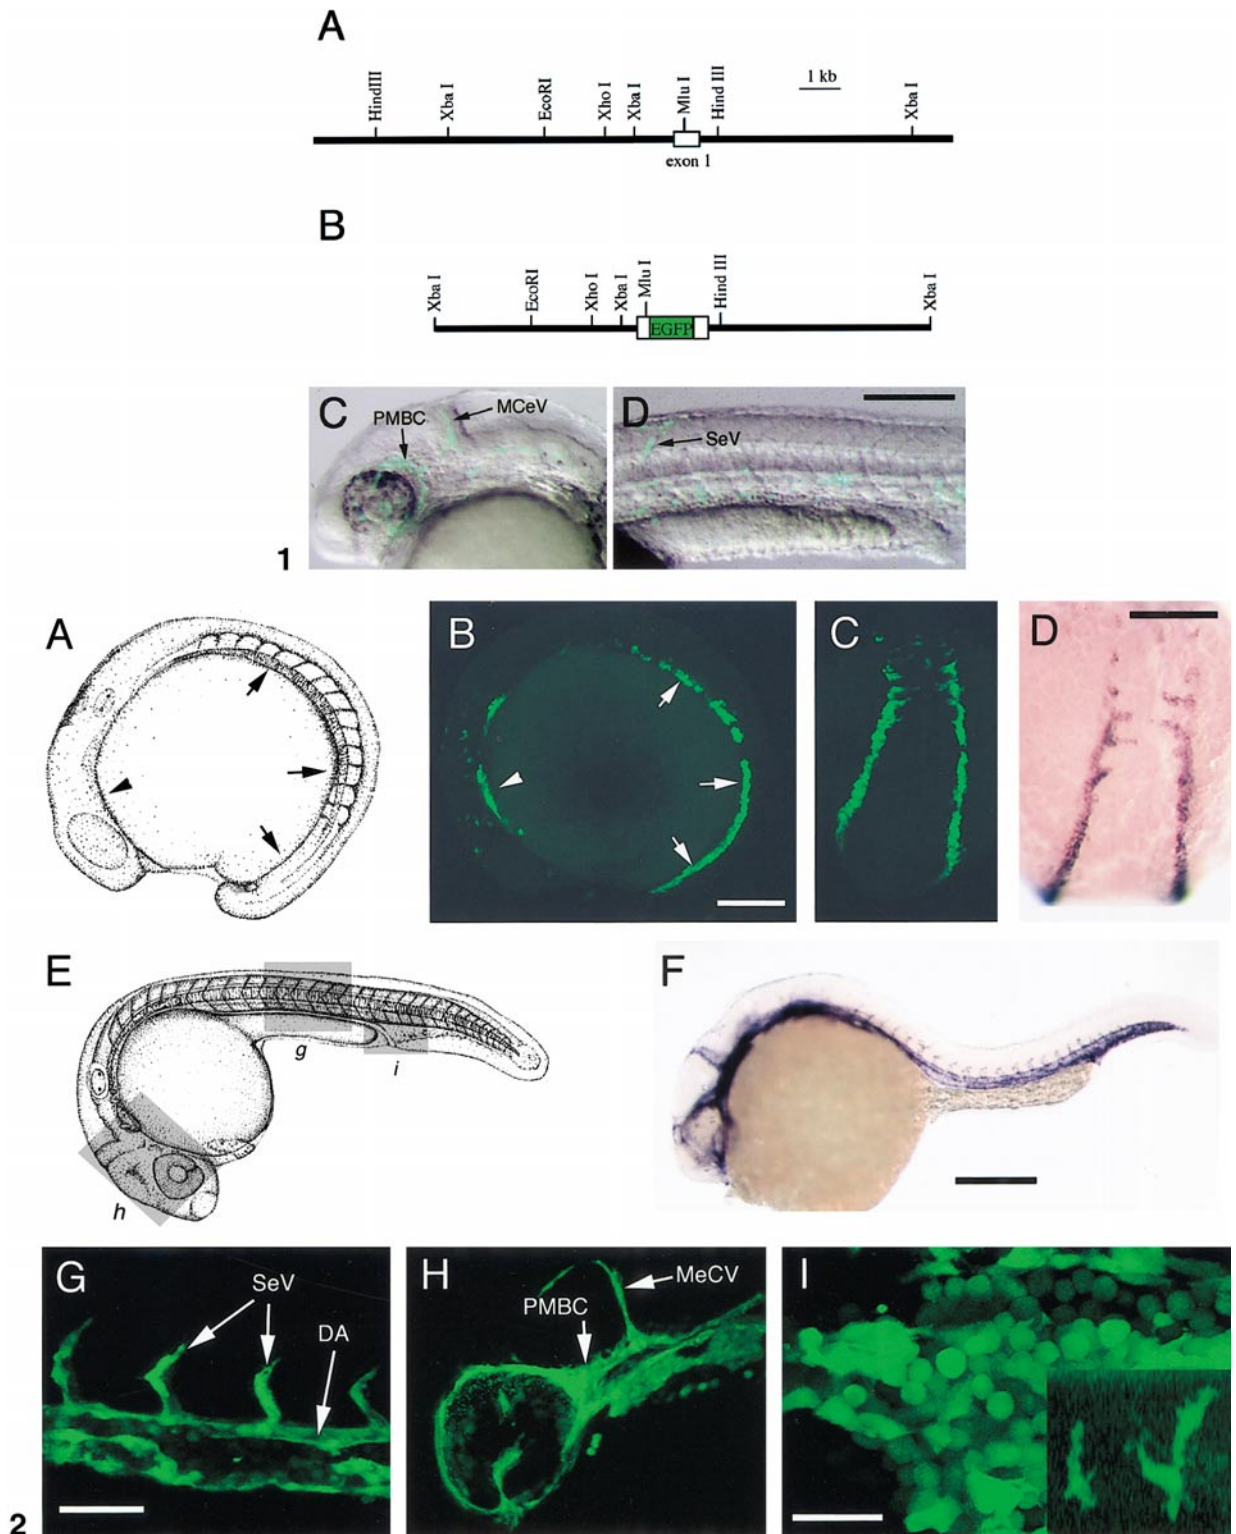 A
HindIII
Xba I
EcoRI
Xho I
Xba I
Mlu I
Hind III
1 kb
Xba I
exon 1
B
Xba I
EcoRI
Xho I
Xba I
Mlu I
Hind III
Xba I
EGFP
C
PMBC
MCeV
D
SeV
1
A
B
C
D
E
g
i
h
F
G
SeV
DA
H
PMBC
MeCV
I
2